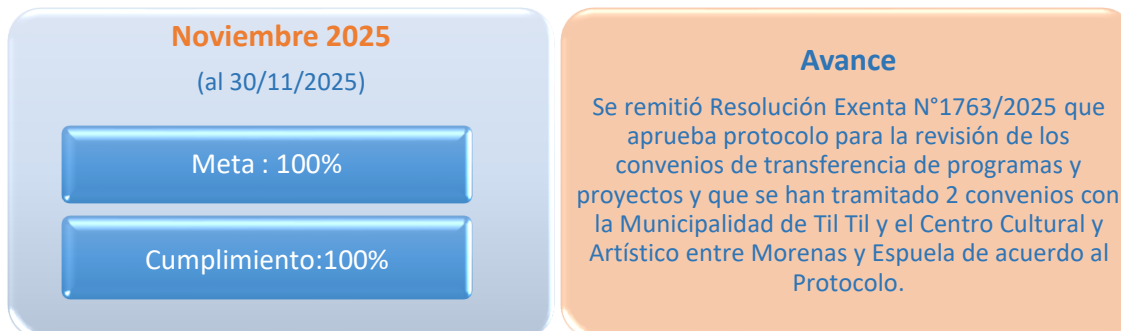 Noviembre 2025
(al 30/11/2025)
Meta : 100%
Cumplimiento:100%
Avance
Se remitió Resolución Exenta N°1763/2025 que
aprueba protocolo para la revisión de los
convenios de transferencia de programas y
proyectos y que se han tramitado 2 convenios con
la Municipalidad de Til Til y el Centro Cultural y
Artístico entre Morenas y Espuela de acuerdo al
Protocolo.